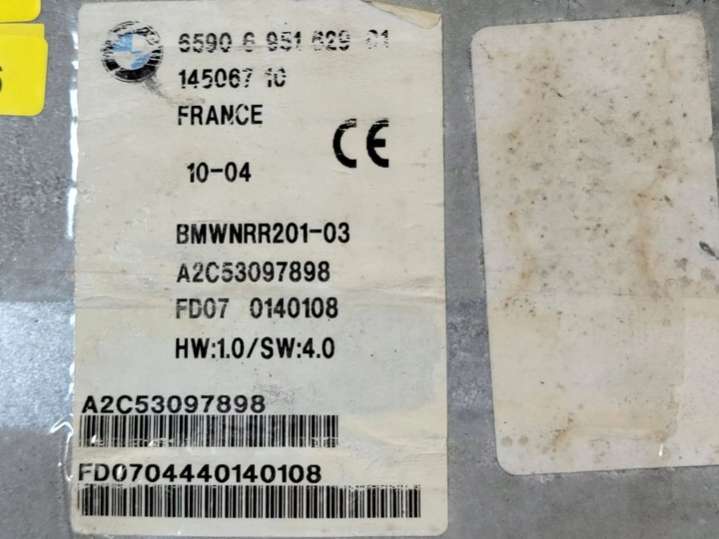 6590 6 951 629 01
145067 10
FRANCE
CE
10-04
BMWNRR201-03
A2C53097898
FD07 0140108
HW:1.0/SW:4.0
A2C53097898
FD0704440140108